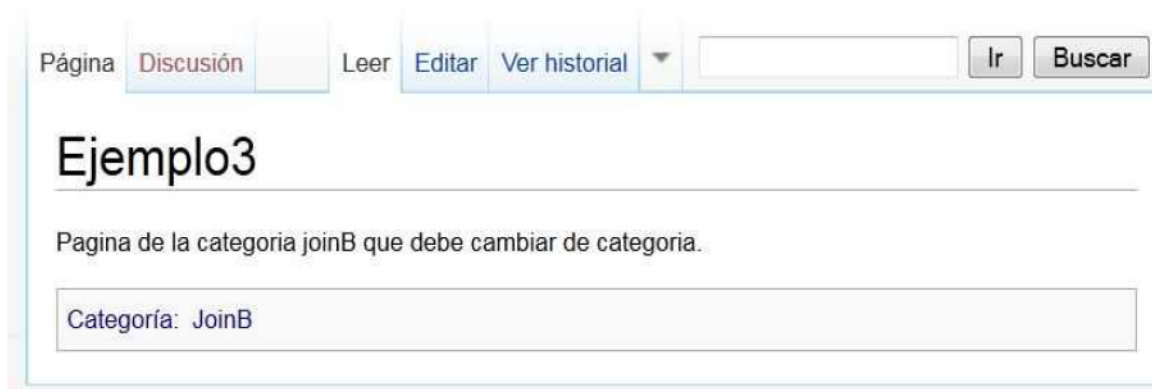 Página Discusión Leer Editar Ver historial Ir Buscar
Ejemplo3
Pagina de la categoria joinB que debe cambiar de categoria.
Categoría: JoinB